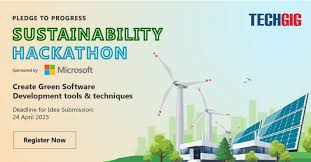 PLEDGE TO PROGRESS
TECHGIG
SUSTAINABILITY
HACKATHON
Sponsored by Microsoft
Create Green Software
Development tools & techniques
Deadline for Idea Submission:
24 April 2023
Register Now